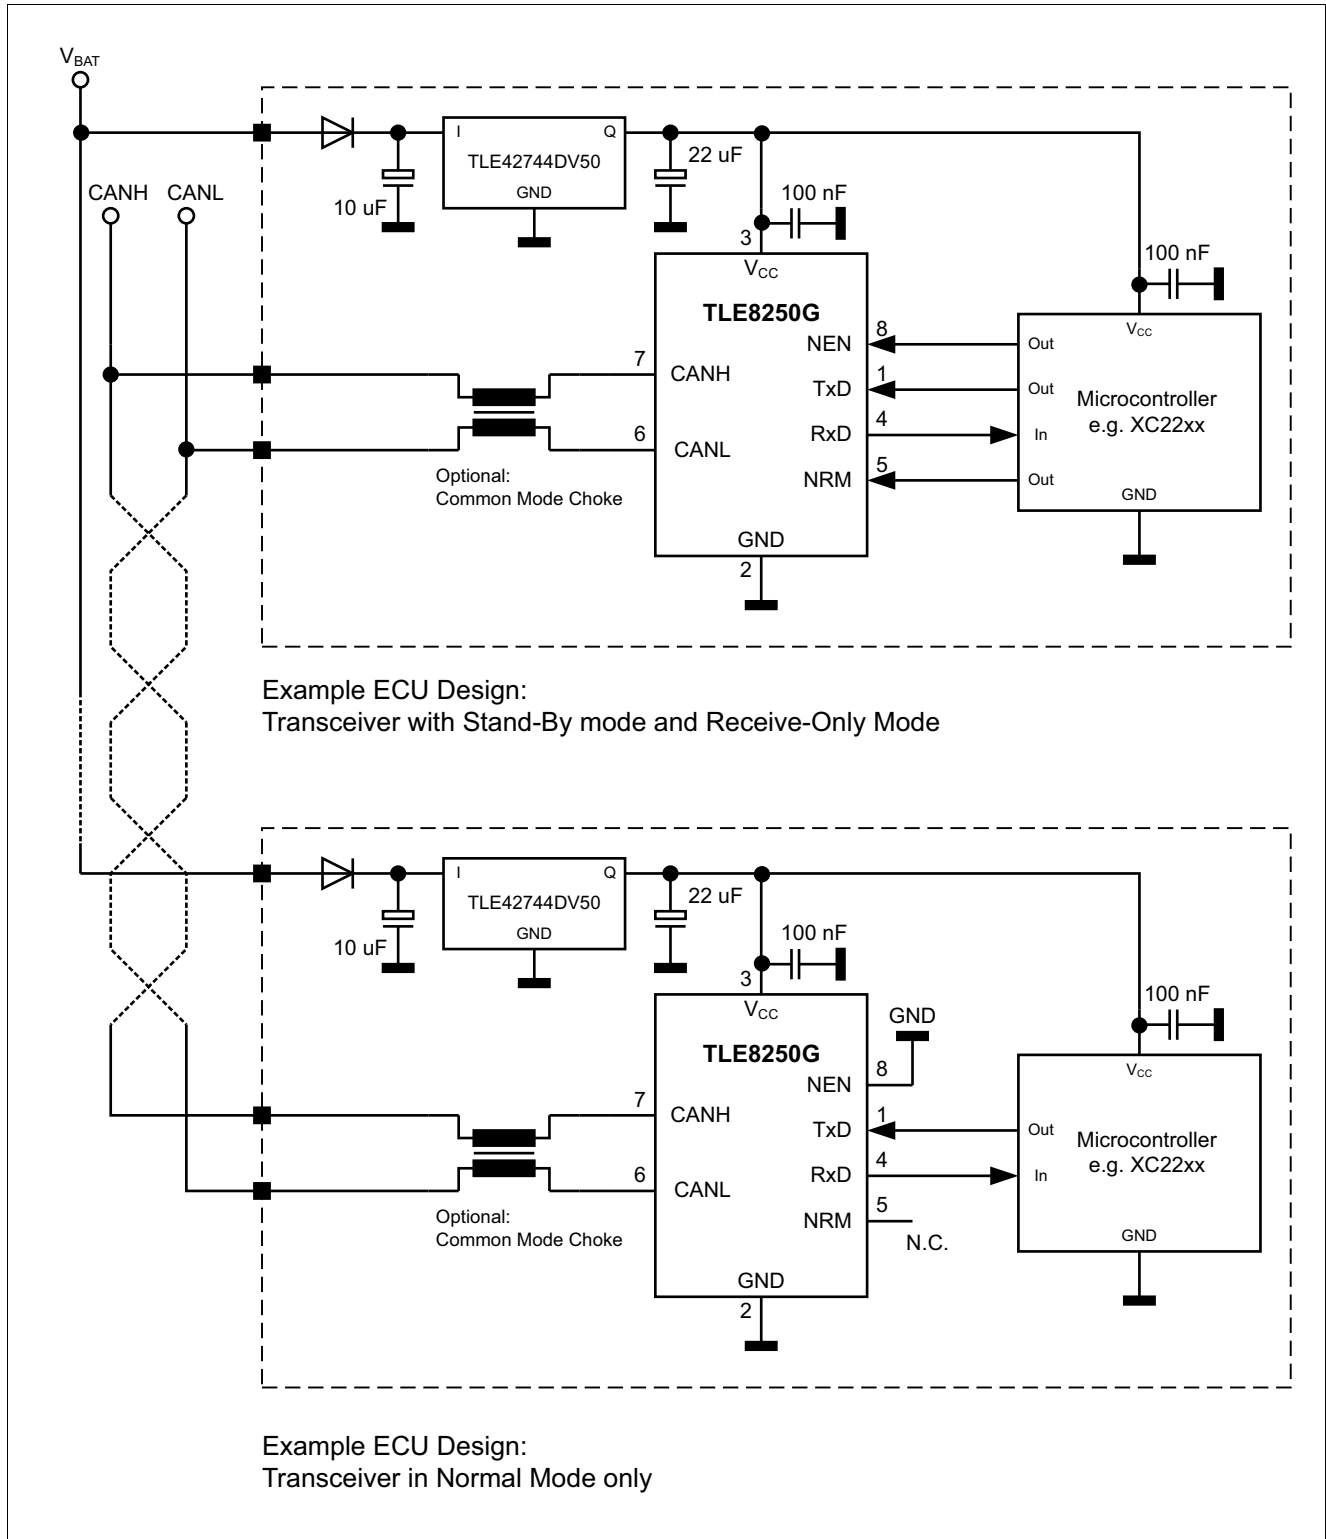 VBAT
CANH CANL
I Q
TLE42744DV50
GND
10 uF
22 uF
100 nF
3
VCC
TLE8250G
100 nF
VCC
7
CANH
6
CANL
NEN 8 Out
TxD 1 Out
RxD 4 In
NRM 5 Out
Microcontroller
e.g. XC22xx
GND
Optional:
Common Mode Choke
GND
2
Example ECU Design:
Transceiver with Stand-By mode and Receive-Only Mode
I Q
TLE42744DV50
GND
10 uF
22 uF
100 nF
3
VCC
TLE8250G
GND
100 nF
VCC
7
CANH
6
CANL
NEN 8
TxD 1 Out
RxD 4 In
NRM 5
N.C.
Microcontroller
e.g. XC22xx
GND
Optional:
Common Mode Choke
GND
2
Example ECU Design:
Transceiver in Normal Mode only